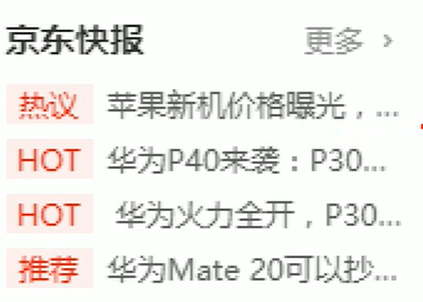 京东快报 更多 >
热议 苹果新机价格曝光，...
HOT 华为P40来袭：P30...
HOT 华为火力全开，P30...
推荐 华为Mate 20可以抄...